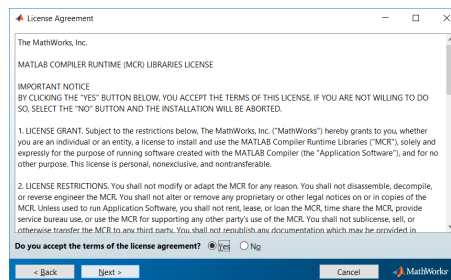 License Agreement
The MathWorks, Inc.
MATLAB COMPILER RUNTIME (MCR) LIBRARIES LICENSE
IMPORTANT NOTICE
BY CLICKING THE "YES" BUTTON BELOW, YOU ACCEPT THE TERMS OF THIS LICENSE. IF YOU ARE NOT WILLING TO DO
SO, SELECT THE "NO" BUTTON AND THE INSTALLATION WILL BE ABORTED.
1. LICENSE GRANT. Subject to the restrictions below, The MathWorks, Inc. ("MathWorks") hereby grants to you, whether
you are an individual or an entity, a license to install and use the MATLAB Compiler Runtime Libraries ("MCR"), solely and
expressly for the purpose of running software created with the MATLAB Compiler (the "Application Software"), and for no
other purpose. This license is personal, nonexclusive, and nontransferable.
2. LICENSE RESTRICTIONS. You shall not modify or adapt the MCR for any reason. You shall not disassemble, decompile,
or reverse engineer the MCR. You shall not alter or remove any proprietary or other legal notices on or in copies of the
MCR. Unless used to run Application Software, you shall not rent, lease, or loan the MCR, time share the MCR, provide
service bureau use, or use the MCR for supporting any other party's use of the MCR. You shall not sublicense, sell, or
otherwise transfer the MCR to any third party. You shall not republish any documentation which may be provided in
Do you accept the terms of the license agreement? Yes No
< Back Next > Cancel MathWorks